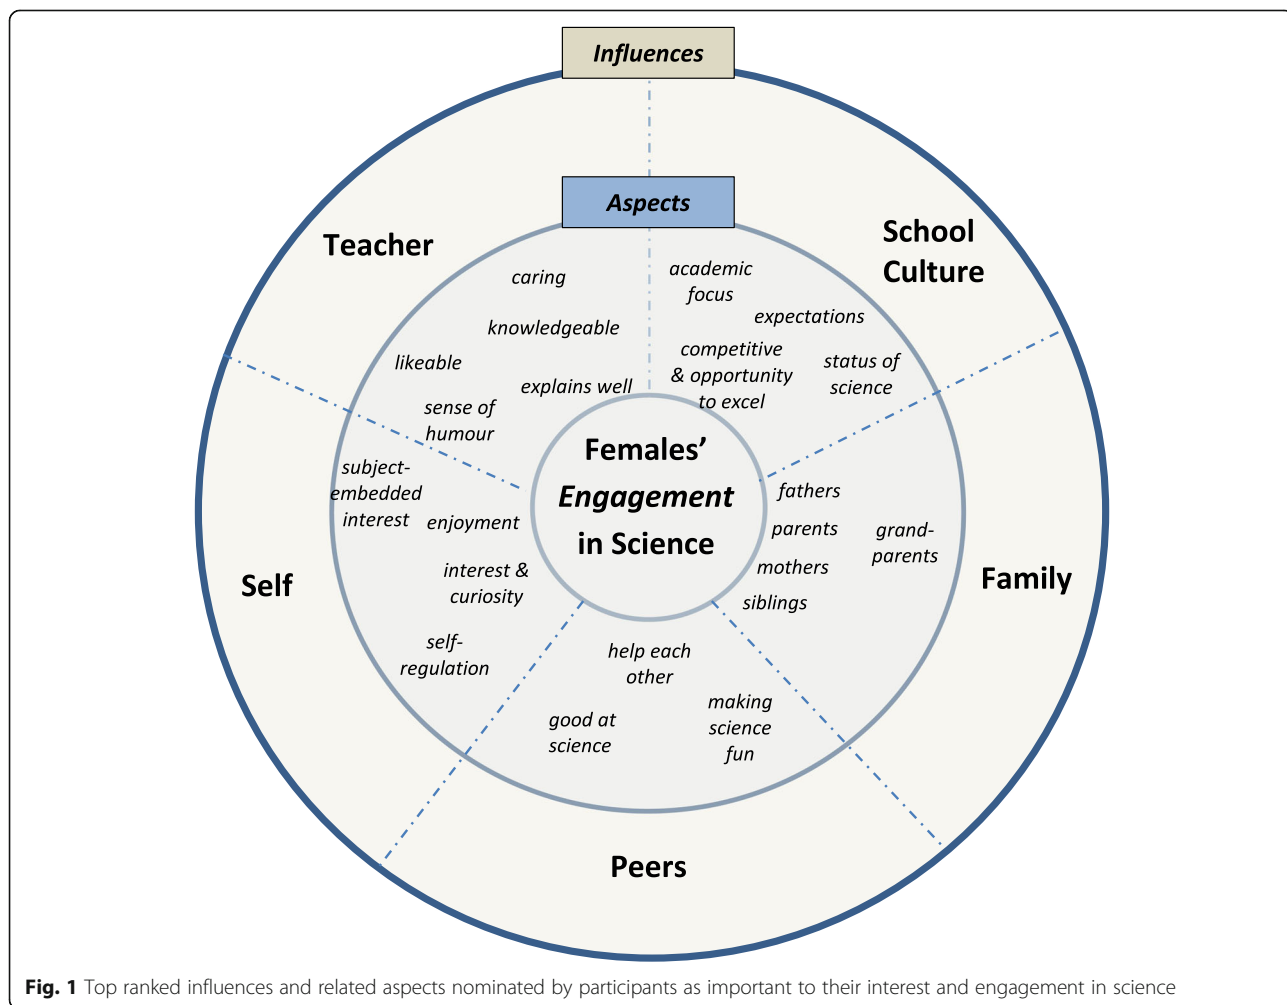 Influences
Aspects
Teacher
School
Culture
caring
knowledgeable
likeable
explains well
sense of
humour
academic
focus
expectations
competitive
& opportunity
to excel
status of
science
Females’
Engagement
in Science
fathers
parents
mothers
siblings
grand-
parents
Family
subject-
embedded
interest
enjoyment
interest &
curiosity
self-
regulation
Self
help each
other
good at
science
making
science
fun
Peers
Fig. 1 Top ranked influences and related aspects nominated by participants as important to their interest and engagement in science